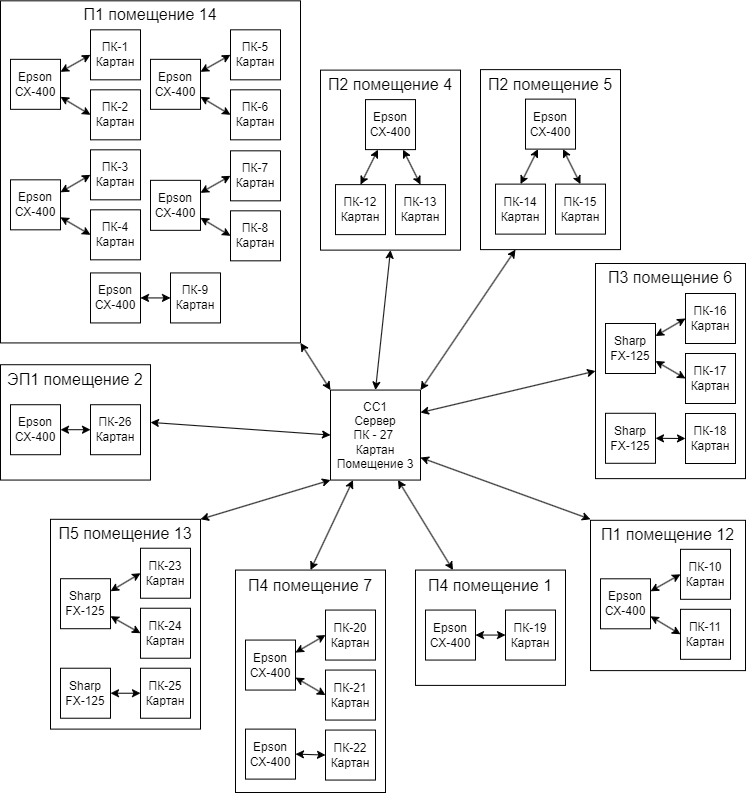 П1 помещение 14
Epson
CX-400
ПК-1
Картан
ПК-2
Картан
Epson
CX-400
ПК-5
Картан
ПК-6
Картан
Epson
CX-400
ПК-3
Картан
ПК-4
Картан
Epson
CX-400
ПК-7
Картан
ПК-8
Картан
Epson
CX-400
ПК-9
Картан
П2 помещение 4
Epson
CX-400
ПК-12
Картан
ПК-13
Картан
П2 помещение 5
Epson
CX-400
ПК-14
Картан
ПК-15
Картан
П3 помещение 6
Sharp
FX-125
ПК-16
Картан
ПК-17
Картан
Sharp
FX-125
ПК-18
Картан
ЭП1 помещение 2
Epson
CX-400
ПК-26
Картан
СС1
Сервер
ПК - 27
Картан
Помещение 3
П5 помещение 13
Sharp
FX-125
ПК-23
Картан
ПК-24
Картан
Sharp
FX-125
ПК-25
Картан
П4 помещение 7
Epson
CX-400
ПК-20
Картан
ПК-21
Картан
Epson
CX-400
ПК-22
Картан
П4 помещение 1
Epson
CX-400
ПК-19
Картан
П1 помещение 12
Epson
CX-400
ПК-10
Картан
ПК-11
Картан